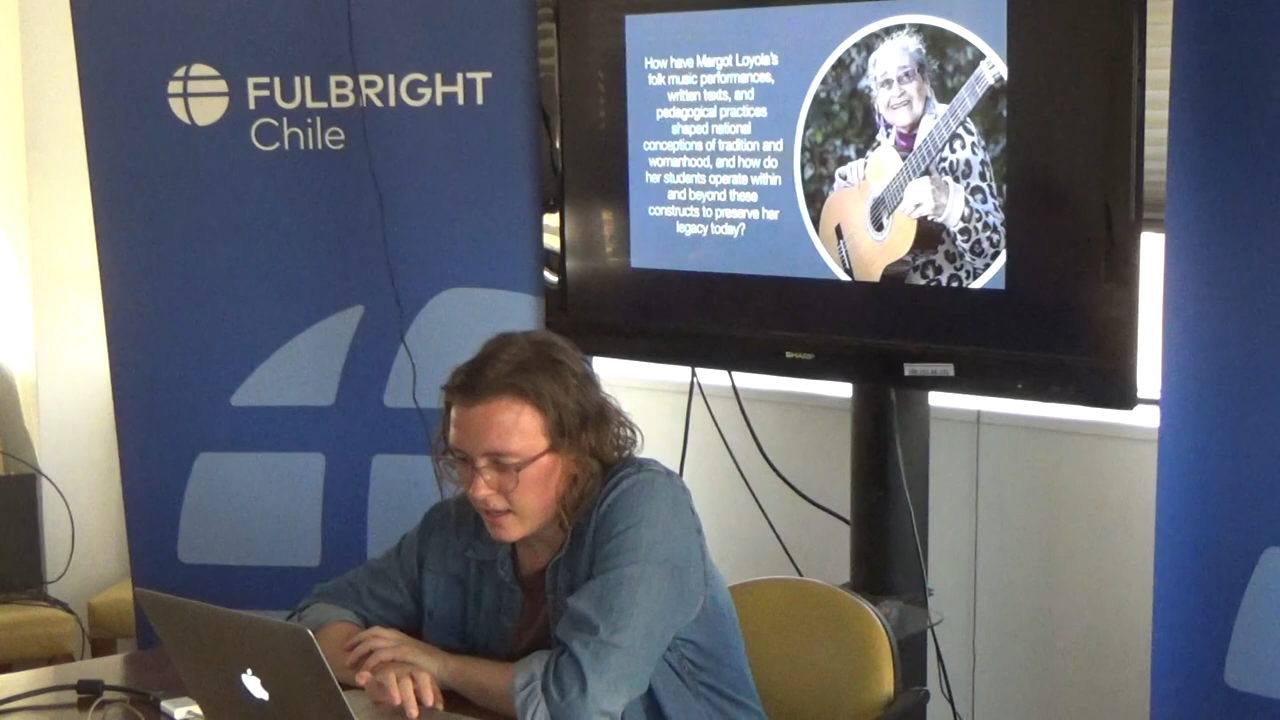 FULBRIGHT
Chile
How have Margot Loyola's
folk music performances,
written texts, and
pedagogical practices
shaped national
conceptions of tradition and
womanhood, and how do
her students operate within
and beyond these
constructs to preserve her
legacy today?
SHARP